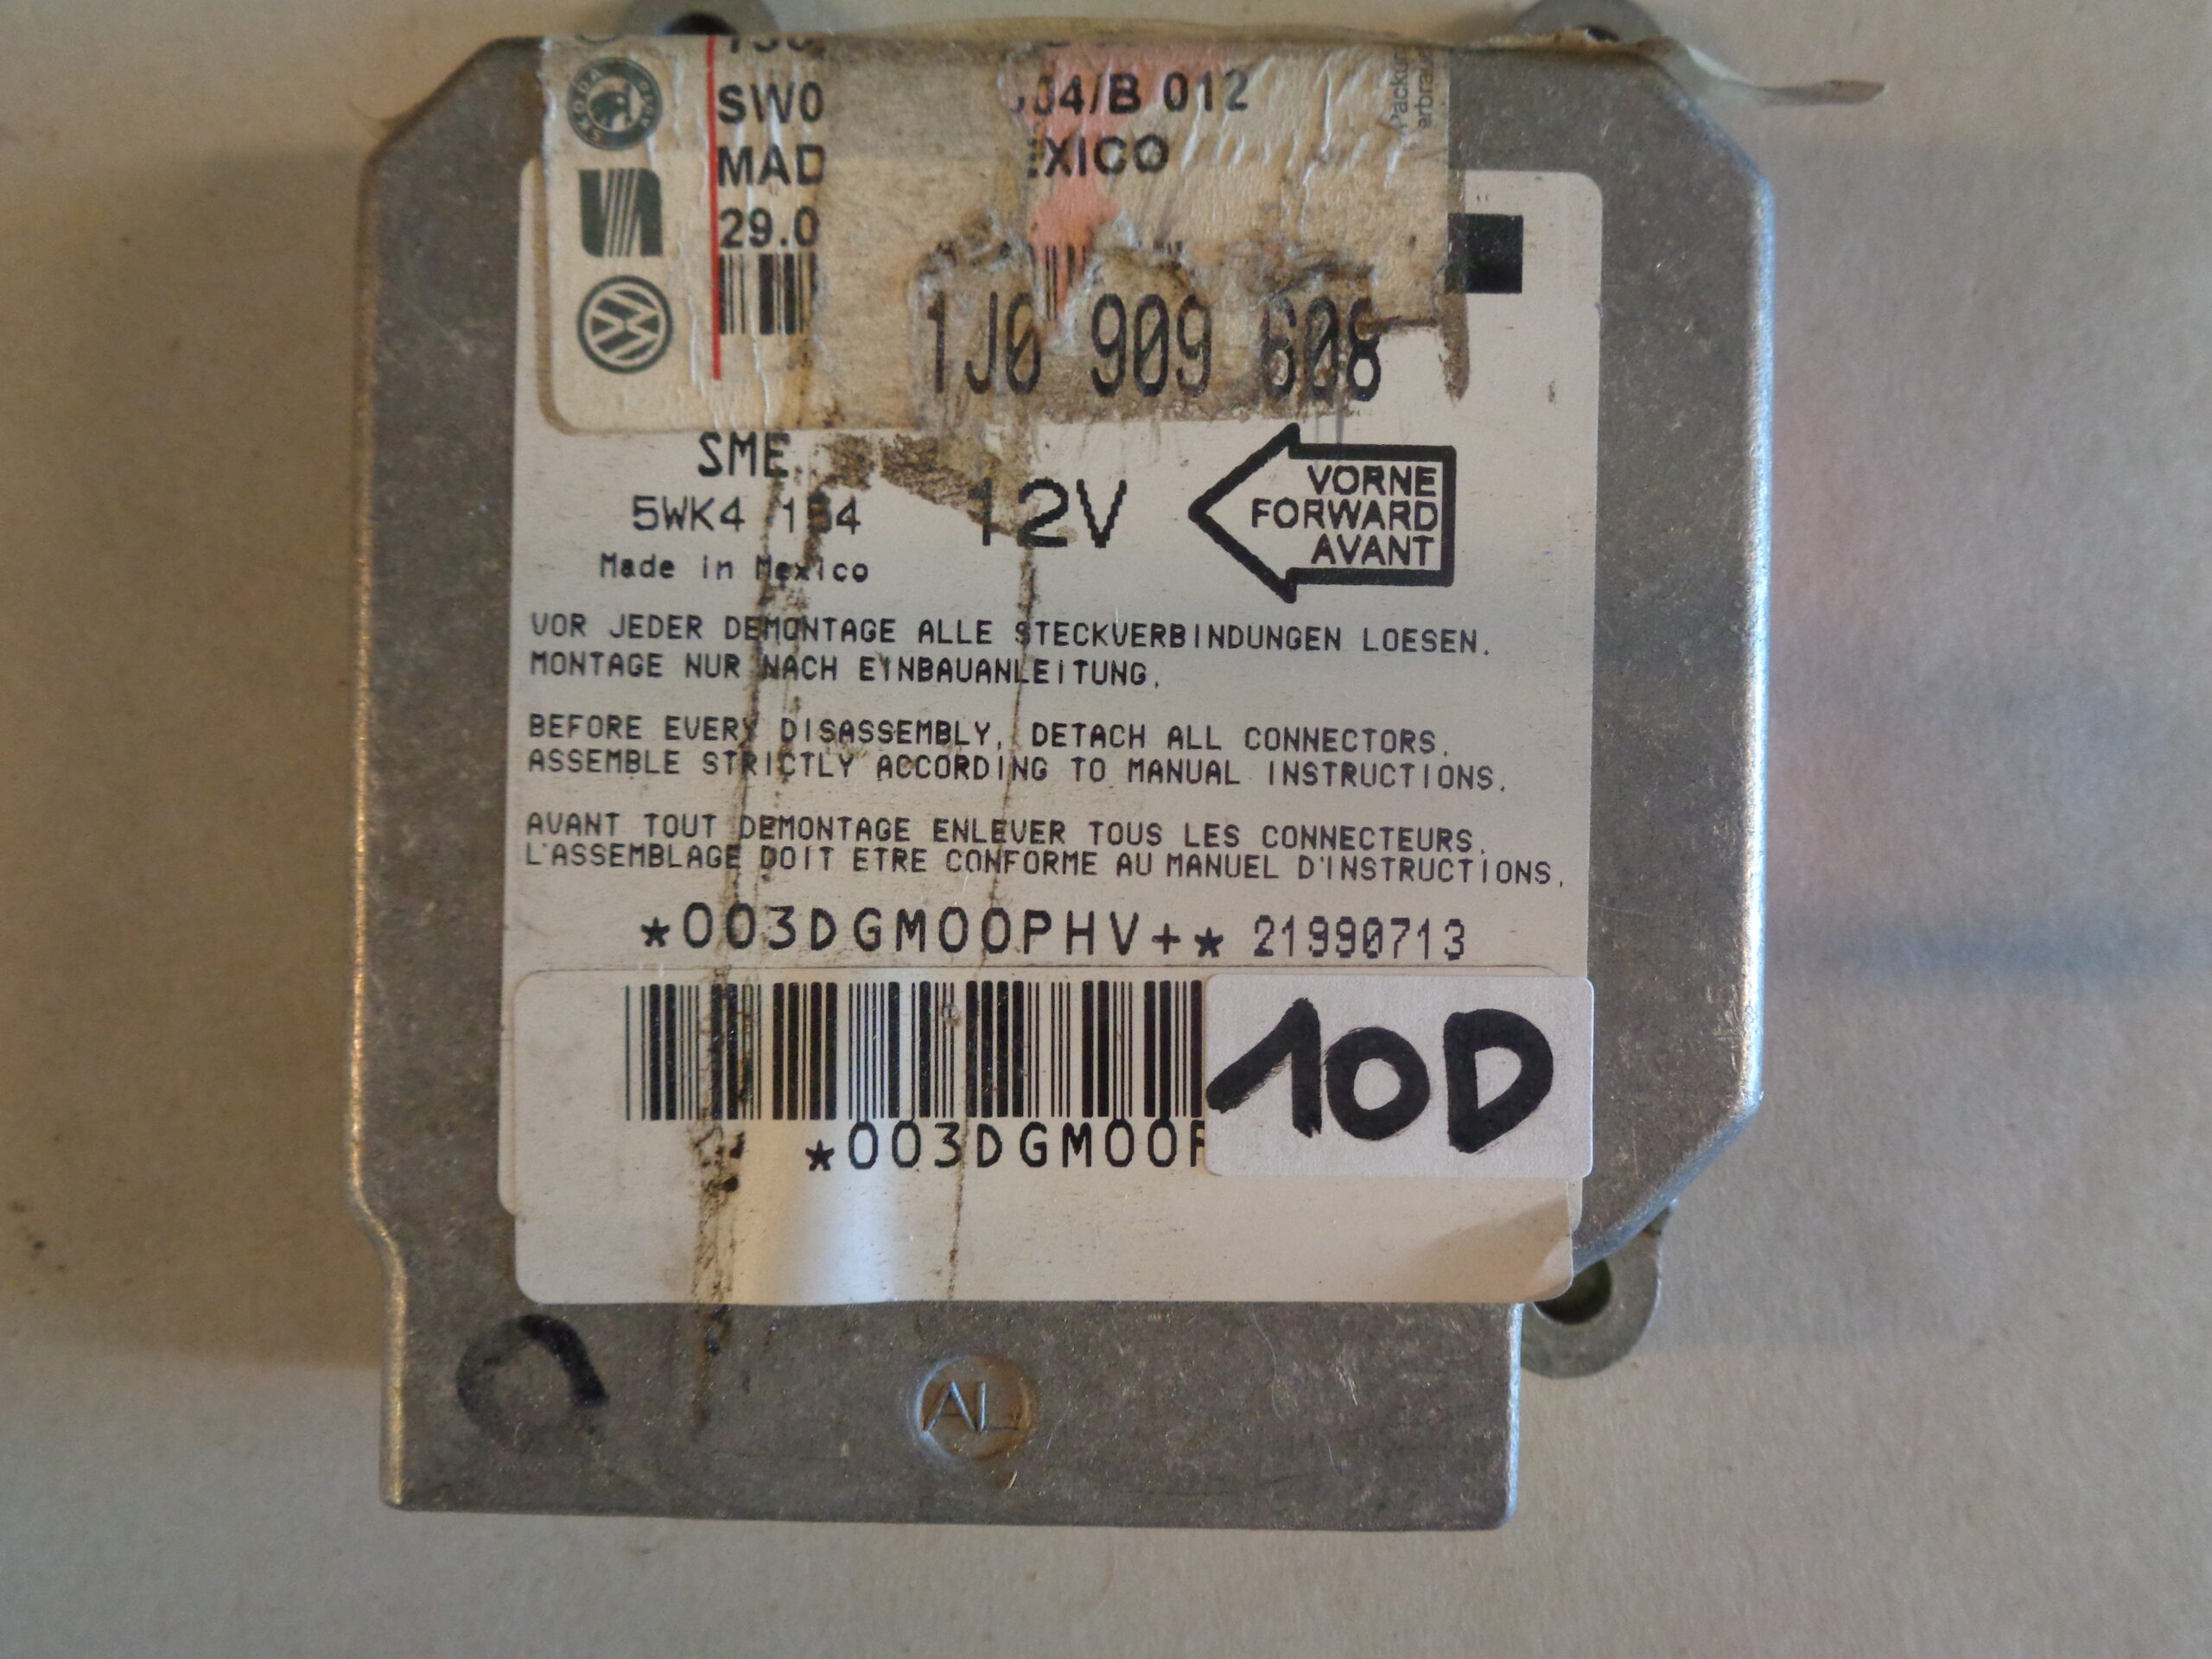 SKODA AUTO
SW0
04/B 012
MAD
EXICO
29.0
1J0 909 608
SME
5WK4
12V
VORNE
FORWARD
AVANT
Made in Mexico
VOR JEDER DEMONTAGE ALLE STECKVERBINDUNGEN LOESEN.
MONTAGE NUR NACH EINBAUANLEITUNG.
BEFORE EVERY DISASSEMBLY, DETACH ALL CONNECTORS.
ASSEMBLE STRICTLY ACCORDING TO MANUAL INSTRUCTIONS.
AVANT TOUT DEMONTAGE ENLEVER TOUS LES CONNECTEURS.
L'ASSEMBLAGE DOIT ETRE CONFORME AU MANUEL D'INSTRUCTIONS.
*003DGM00PHV+* 21990713
*003DGM00
10D
AL